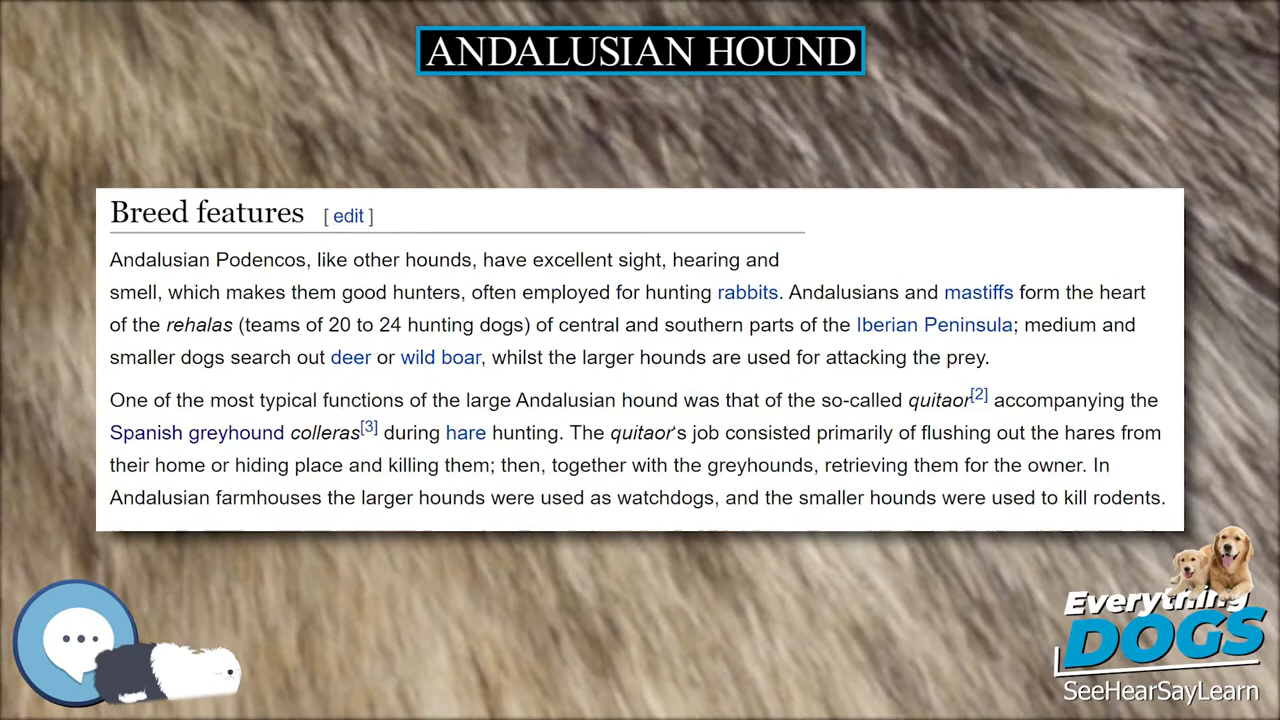 ANDALUSIAN HOUND
Breed features [ edit ]
Andalusian Podencos, like other hounds, have excellent sight, hearing and
smell, which makes them good hunters, often employed for hunting rabbits. Andalusians and mastiffs form the heart
of the rehalas (teams of 20 to 24 hunting dogs) of central and southern parts of the Iberian Peninsula; medium and
smaller dogs search out deer or wild boar, whilst the larger hounds are used for attacking the prey.
One of the most typical functions of the large Andalusian hound was that of the so-called quitaor[2] accompanying the
Spanish greyhound colleras[3] during hare hunting. The quitaor's job consisted primarily of flushing out the hares from
their home or hiding place and killing them; then, together with the greyhounds, retrieving them for the owner. In
Andalusian farmhouses the larger hounds were used as watchdogs, and the smaller hounds were used to kill rodents.
Everything
DOGS
SeeHearSayLearn